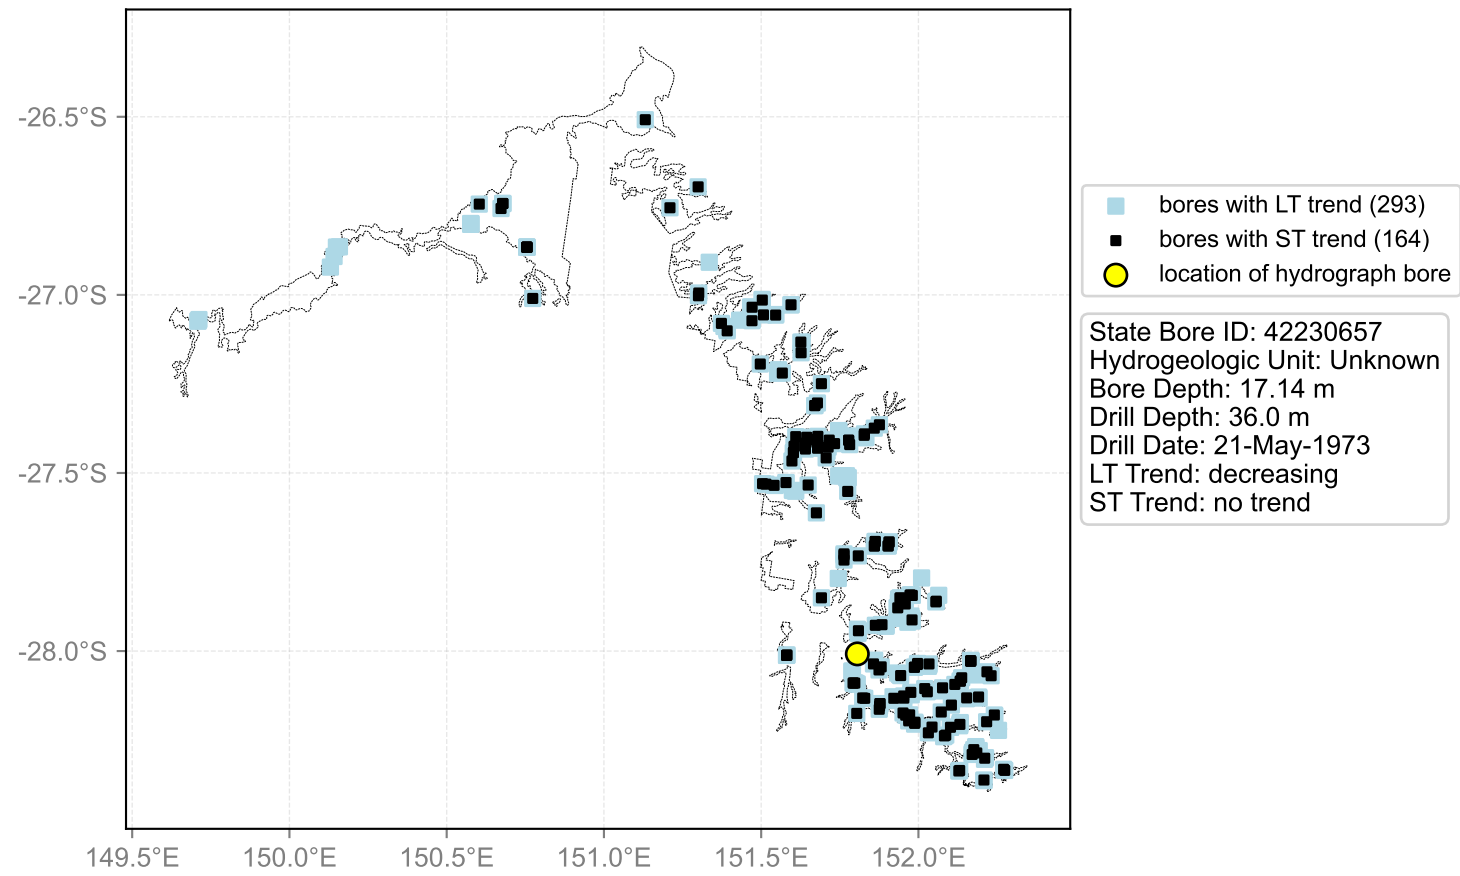 -26.5°S
-27.0°S
-27.5°S
-28.0°S
149.5°E
150.0°E
150.5°E
151.0°E
151.5°E
152.0°E
bores with LT trend (293)
bores with ST trend (164)
location of hydrograph bore
State Bore ID: 42230657
Hydrogeologic Unit: Unknown
Bore Depth: 17.14 m
Drill Depth: 36.0 m
Drill Date: 21-May-1973
LT Trend: decreasing
ST Trend: no trend